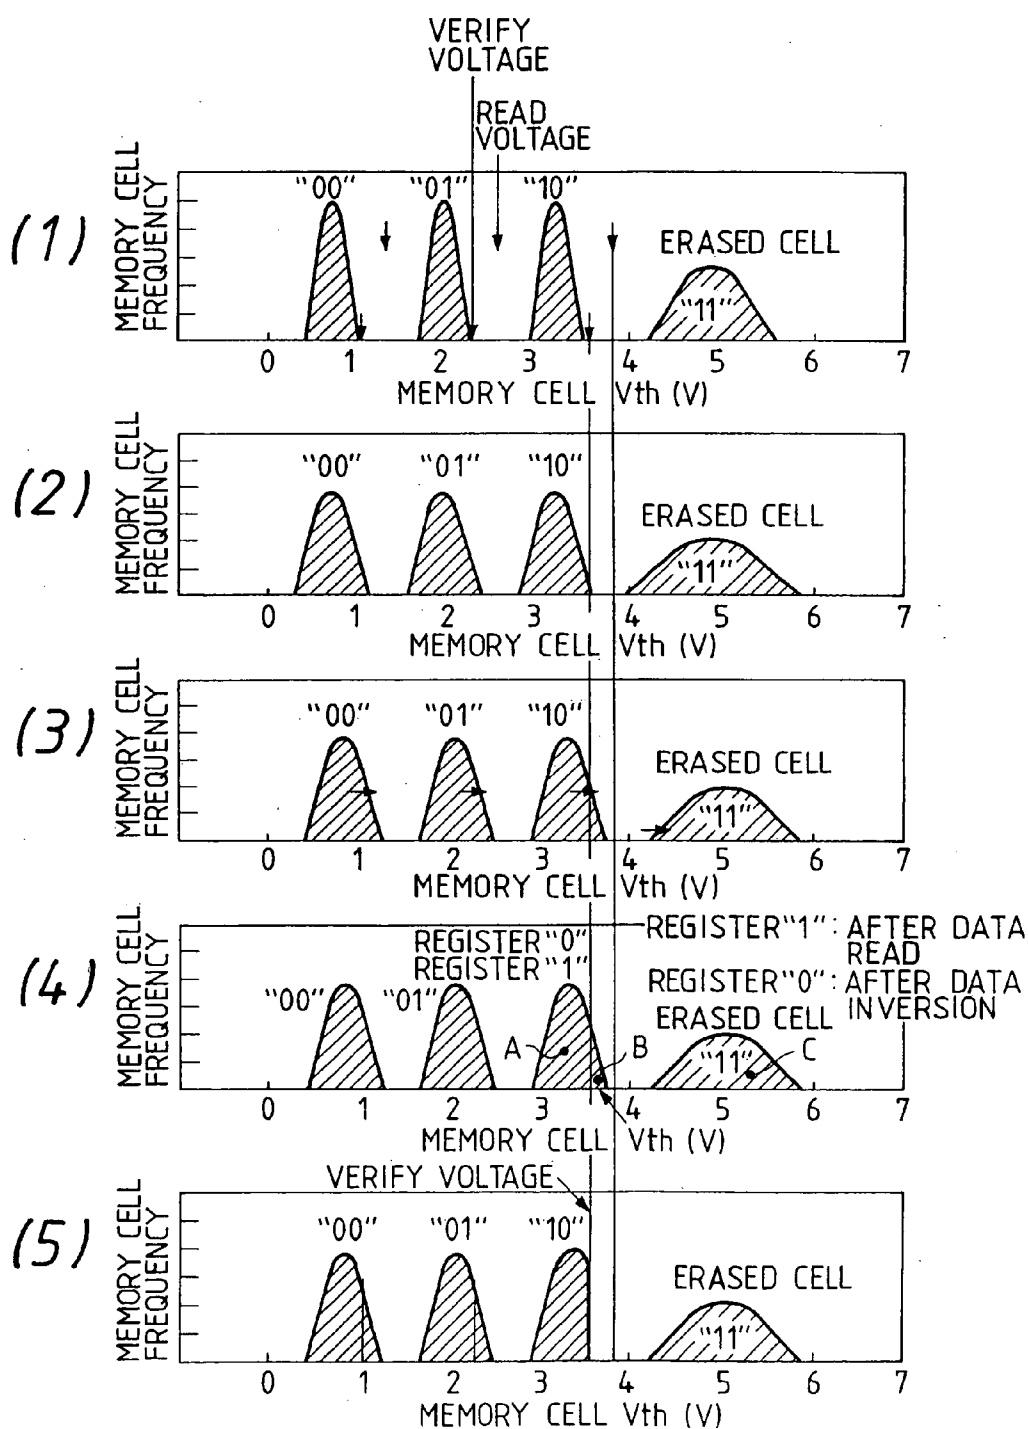 VERIFY
VOLTAGE
READ
VOLTAGE
(1)
MEMORY CELL
FREQUENCY
"00"
"01"
"10"
ERASED CELL
"11"
0 1 2 3 4 5 6 7
MEMORY CELL Vth (V)
(2)
MEMORY CELL
FREQUENCY
"00"
"01"
"10"
ERASED CELL
"11"
0 1 2 3 4 5 6 7
MEMORY CELL Vth (V)
(3)
MEMORY CELL
FREQUENCY
"00"
"01"
"10"
ERASED CELL
"11"
0 1 2 3 4 5 6 7
MEMORY CELL Vth (V)
(4)
MEMORY CELL
FREQUENCY
REGISTER "0"
REGISTER "1"
REGISTER "1" : AFTER DATA
READ
REGISTER "0" : AFTER DATA
INVERSION
"00"
"01"
ERASED CELL
A
B
"11"
C
0 1 2 3 4 5 6 7
MEMORY CELL Vth (V)
(5)
MEMORY CELL
FREQUENCY
VERIFY VOLTAGE
"00"
"01"
"10"
ERASED CELL
"11"
0 1 2 3 4 5 6 7
MEMORY CELL Vth (V)